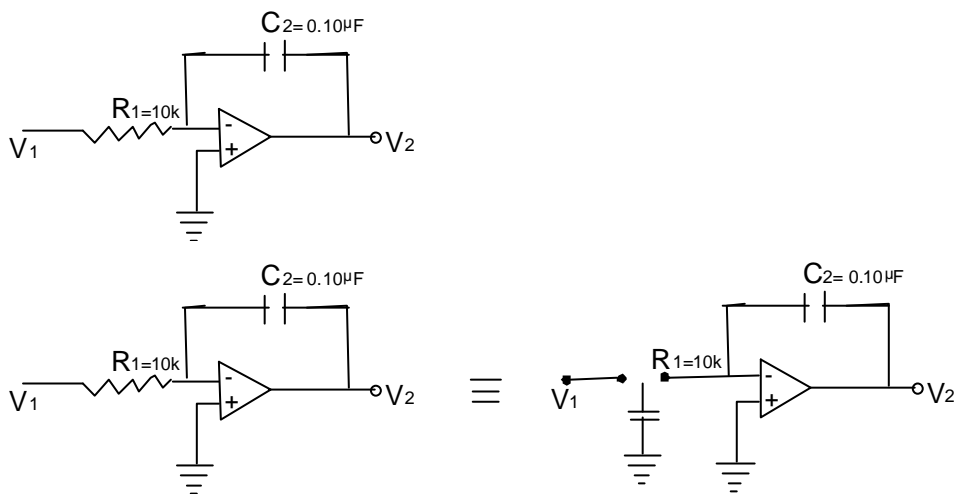 C2=0.10µF
R1=10k
V1
-
+
V2
C2=0.10µF
R1=10k
V1
-
+
V2
≡
C2=0.10µF
R1=10k
V1
-
+
V2